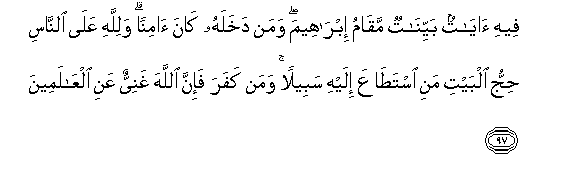 فِيهِ ءَايَـٰتٌۢ بَيِّنَـٰتٌ مَّقَامُ إِبْرَٰهِيمَ ۖ وَمَن دَخَلَهُۥ كَانَ ءَامِنًا ۗ وَلِلَّهِ عَلَى ٱلنَّاسِ
حِجُّ ٱلْبَيْتِ مَنِ ٱسْتَطَاعَ إِلَيْهِ سَبِيلًا ۚ وَمَن كَفَرَ فَإِنَّ ٱللَّهَ غَنِىٌّ عَنِ ٱلْعَـٰلَمِينَ
٩٧